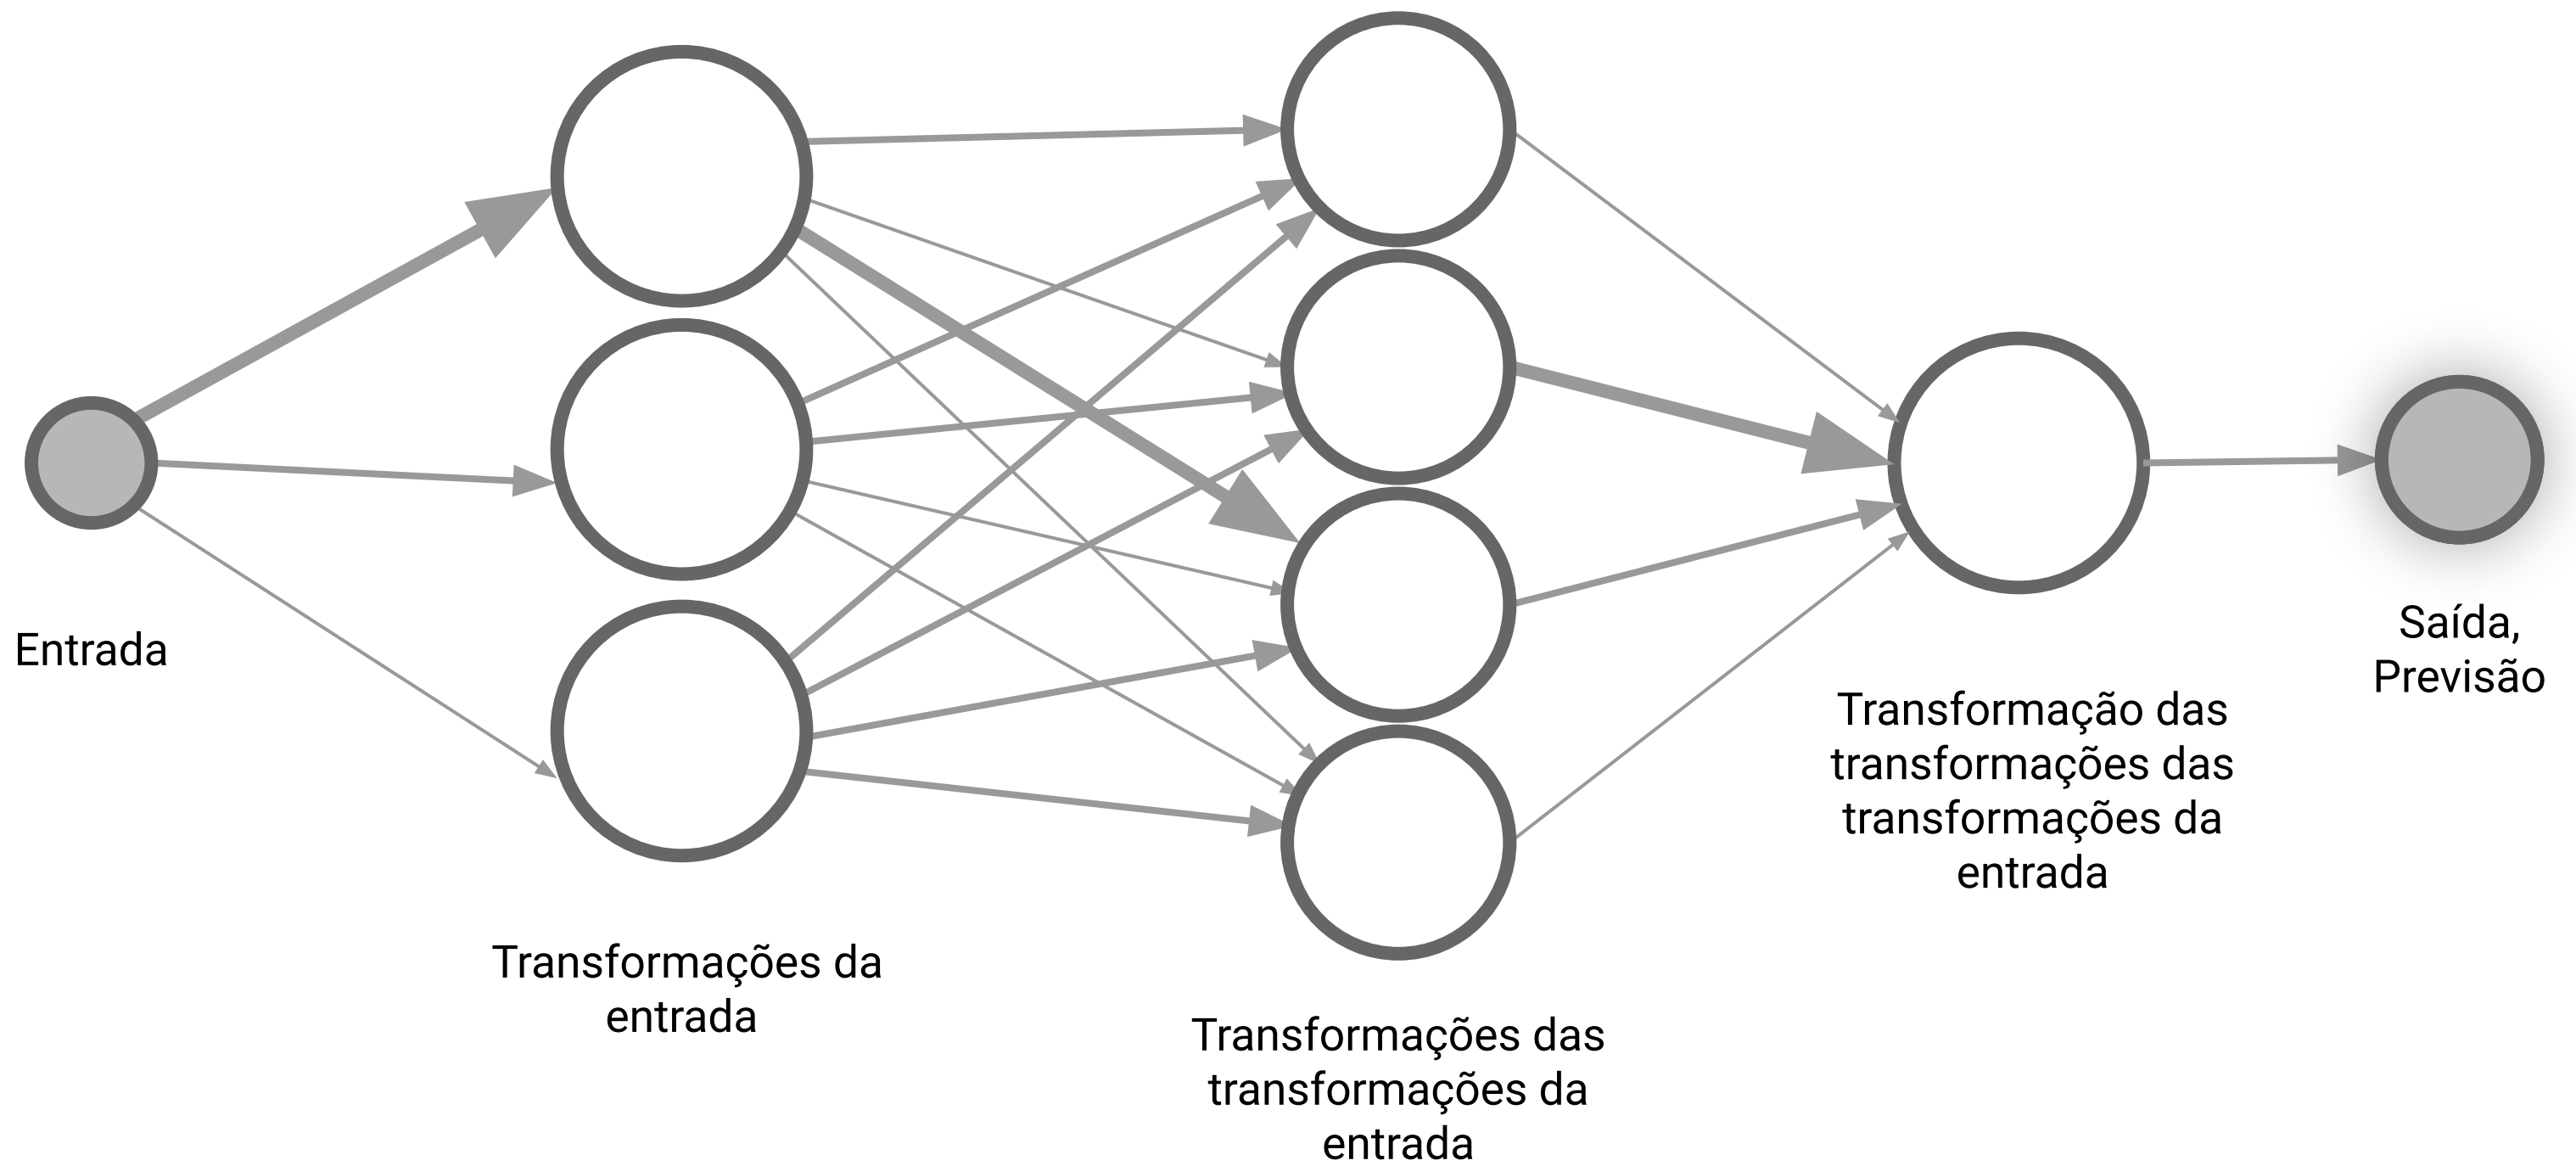 Entrada
Transformações da
entrada
Transformações das
transformações da
entrada
Transformação das
transformações das
transformações da
entrada
Saída,
Previsão